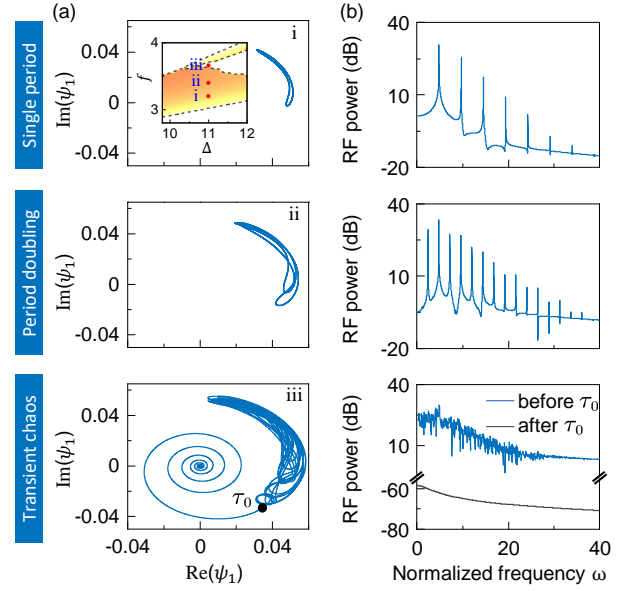 (a)
(b)
Single period
Im(ψ₁)
0.04
0
-0.04
i
f
4
3
iii
ii
i
10
11
12
Δ
RF power (dB)
40
10
-20
Period doubling
Im(ψ₁)
0.04
0
-0.04
ii
RF power (dB)
40
10
-20
Transient chaos
Im(ψ₁)
0.04
0
-0.04
iii
τ₀
-0.04
0
0.04
Re(ψ₁)
RF power (dB)
40
10
-60
-80
before τ₀
after τ₀
0
20
40
Normalized frequency ω